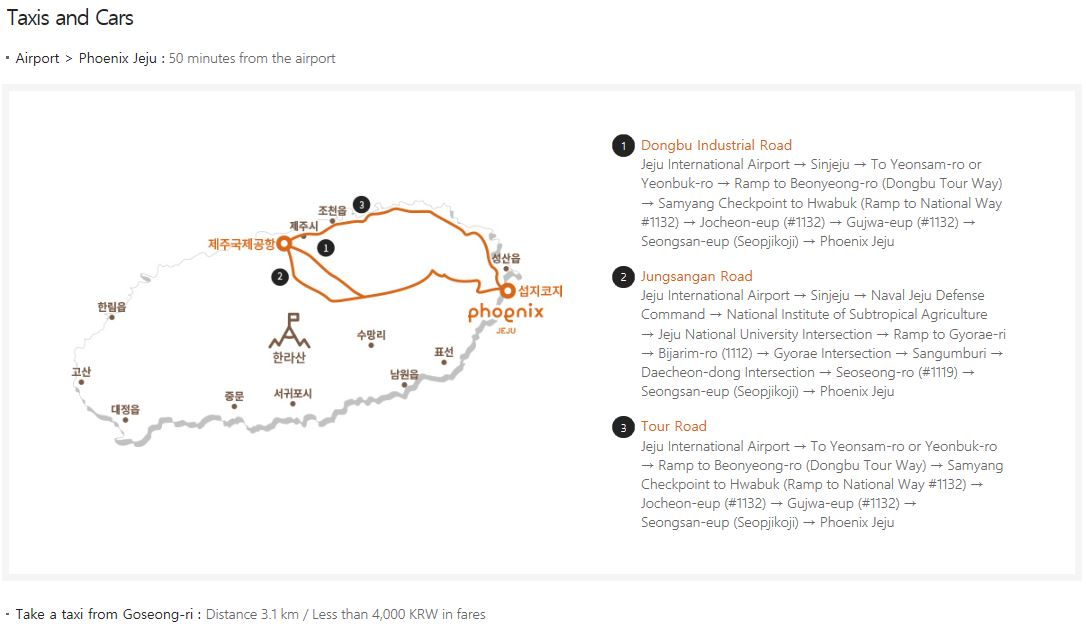 Taxis and Cars
· Airport > Phoenix Jeju : 50 minutes from the airport
1 Dongbu Industrial Road
Jeju International Airport → Sinjeju → To Yeonsam-ro or
Yeonbuk-ro → Ramp to Beonyeong-ro (Dongbu Tour Way)
→ Samyang Checkpoint to Hwabuk (Ramp to National Way
#1132) → Jocheon-eup (#1132) → Gujwa-eup (#1132) →
Seongsan-eup (Seopjikoji) → Phoenix Jeju
2 Jungsangan Road
Jeju International Airport → Sinjeju → Naval Jeju Defense
Command → National Institute of Subtropical Agriculture
→ Jeju National University Intersection → Ramp to Gyorae-ri
→ Bijarim-ro (1112) → Gyorae Intersection → Sangumburi →
Daecheon-dong Intersection → Seoseong-ro (#1119) →
Seongsan-eup (Seopjikoji) → Phoenix Jeju
3 Tour Road
Jeju International Airport → To Yeonsam-ro or Yeonbuk-ro
→ Ramp to Beonyeong-ro (Dongbu Tour Way) → Samyang
Checkpoint to Hwabuk (Ramp to National Way #1132) →
Jocheon-eup (#1132) → Gujwa-eup (#1132) →
Seongsan-eup (Seopjikoji) → Phoenix Jeju
3
조천읍
제주시
제주국제공항
1
2
성산읍
섭지코지
phoenix
JEJU
한림읍
한라산
수망리
표선
고산
남원읍
중문
서귀포시
대정읍
· Take a taxi from Goseong-ri : Distance 3.1 km / Less than 4,000 KRW in fares